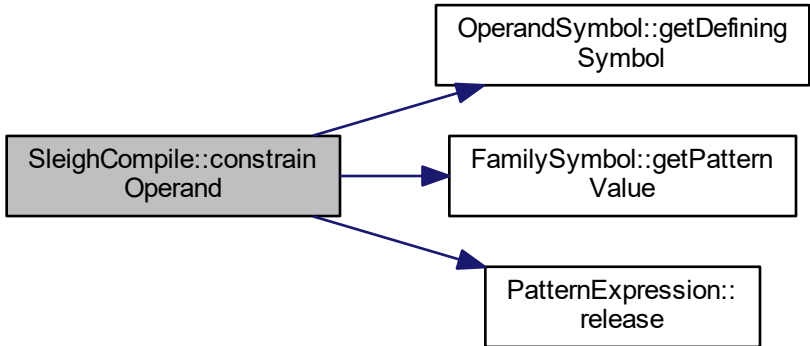 OperandSymbol::getDefining
Symbol
SleighCompile::constrain
Operand
FamilySymbol::getPattern
Value
PatternExpression::
release